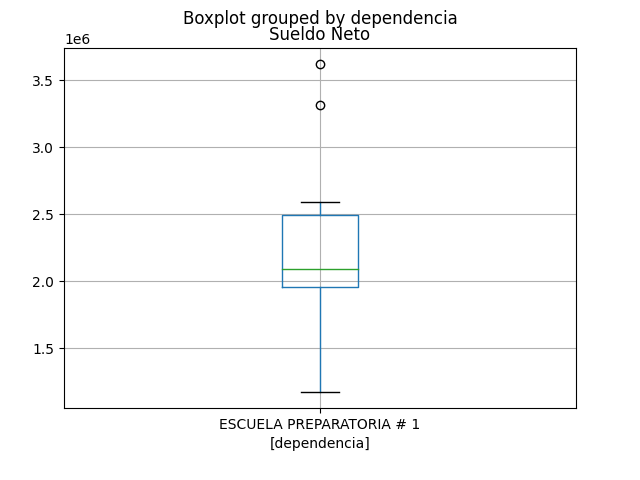 Boxplot grouped by dependencia
Sueldo Neto
1e6
3.5
3.0
2.5
2.0
1.5
ESCUELA PREPARATORIA # 1
[dependencia]